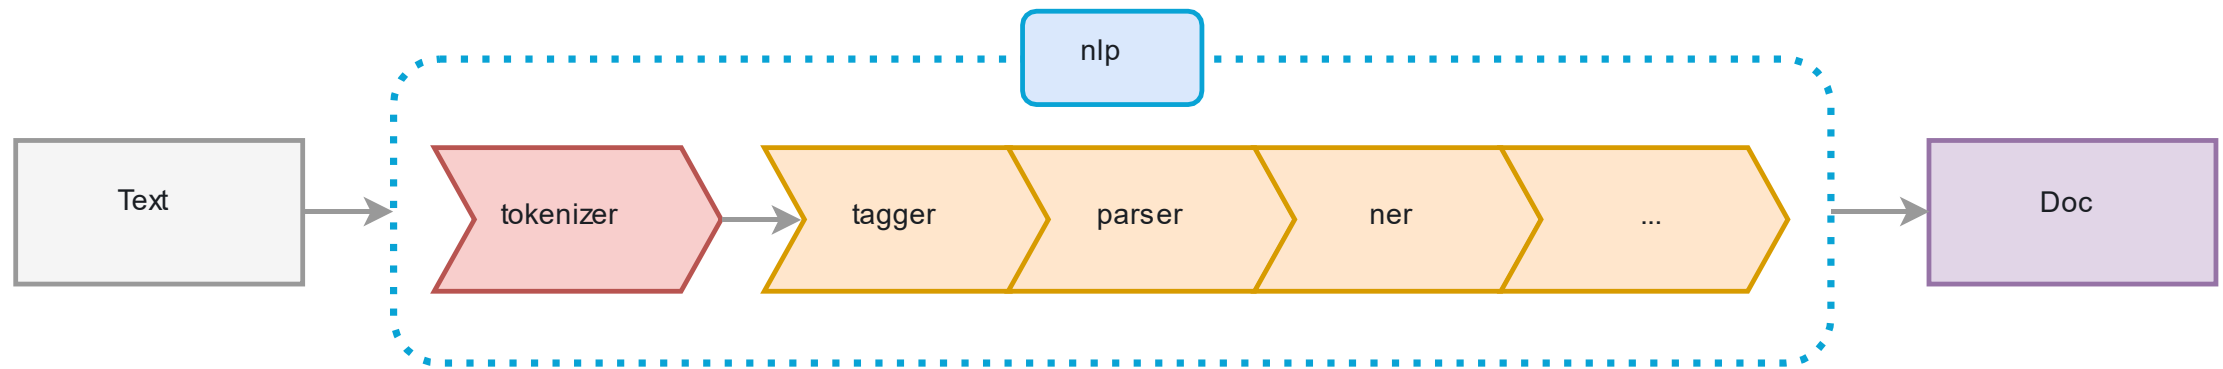 nlp
Text
tokenizer
tagger
parser
ner
...
Doc